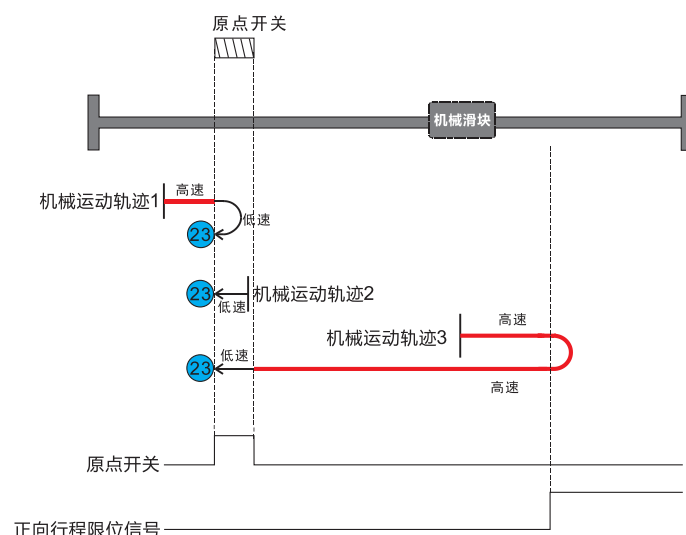 原点开关
机械滑块
高速
机械运动轨迹1
低速
23
23
机械运动轨迹2
低速
高速
机械运动轨迹3
低速
23
高速
原点开关
正向行程限位信号